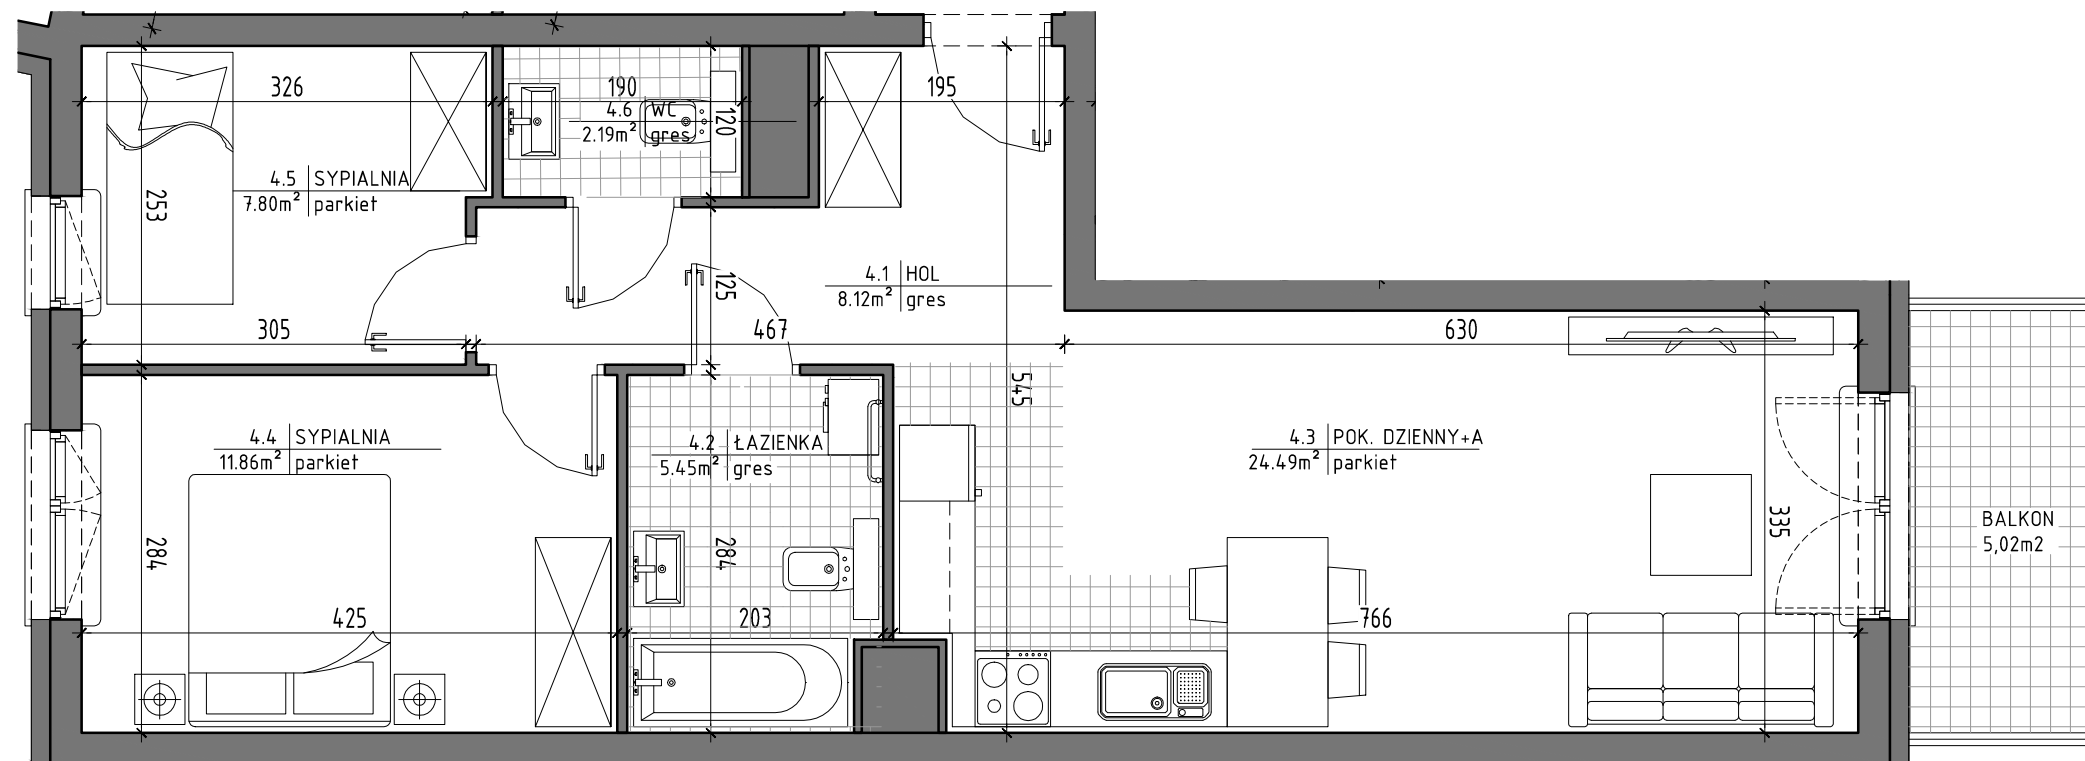 326
190
195
4.6 WC
2.19m² gres
120
4.5 SYPIALNIA
7.80m² parkiet
253
4.1 HOL
8.12m² gres
125
305
467
630
545
4.4 SYPIALNIA
11.86m² parkiet
4.2 ŁAZIENKA
5.45m² gres
4.3 POK. DZIENNY+A
24.49m² parkiet
335
BALKON
5,02m2
284
284
425
203
766